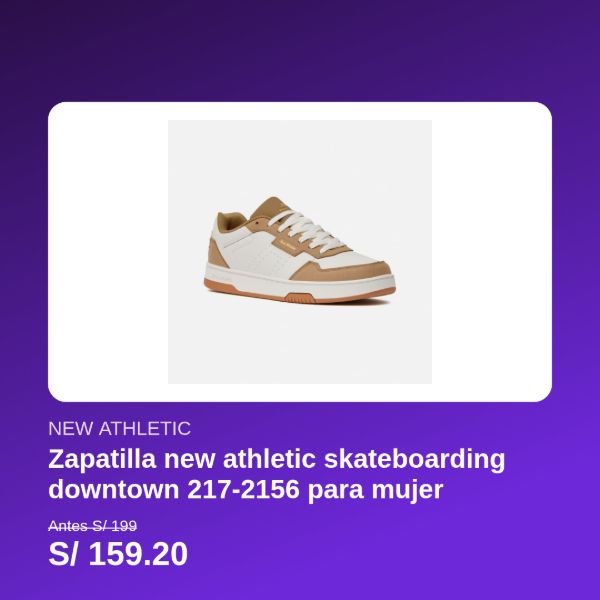 NEW ATHLETIC
Zapatilla new athletic skateboarding
downtown 217-2156 para mujer
Antes S/ 199
S/ 159.20